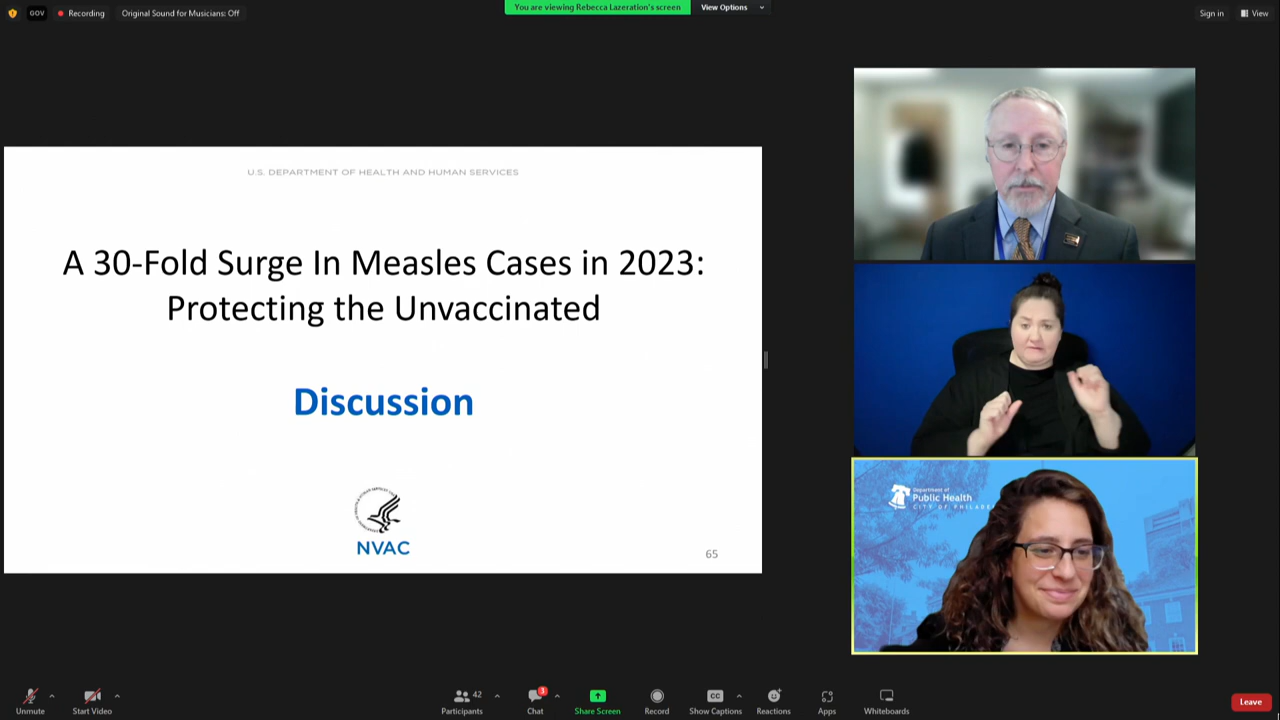 GOV
Recording
Original Sound for Musicians: Off
You are viewing Rebecca Lazeration's screen
View Options
Sign in
View
U.S. DEPARTMENT OF HEALTH AND HUMAN SERVICES
A 30-Fold Surge In Measles Cases in 2023:
Protecting the Unvaccinated
Discussion
NVAC
65
Department of
Public Health
CITY OF PHILADE
Unmute
Start Video
Participants
42
Chat
Share Screen
Record
CC
Show Captions
Reactions
Apps
Whiteboards
Leave